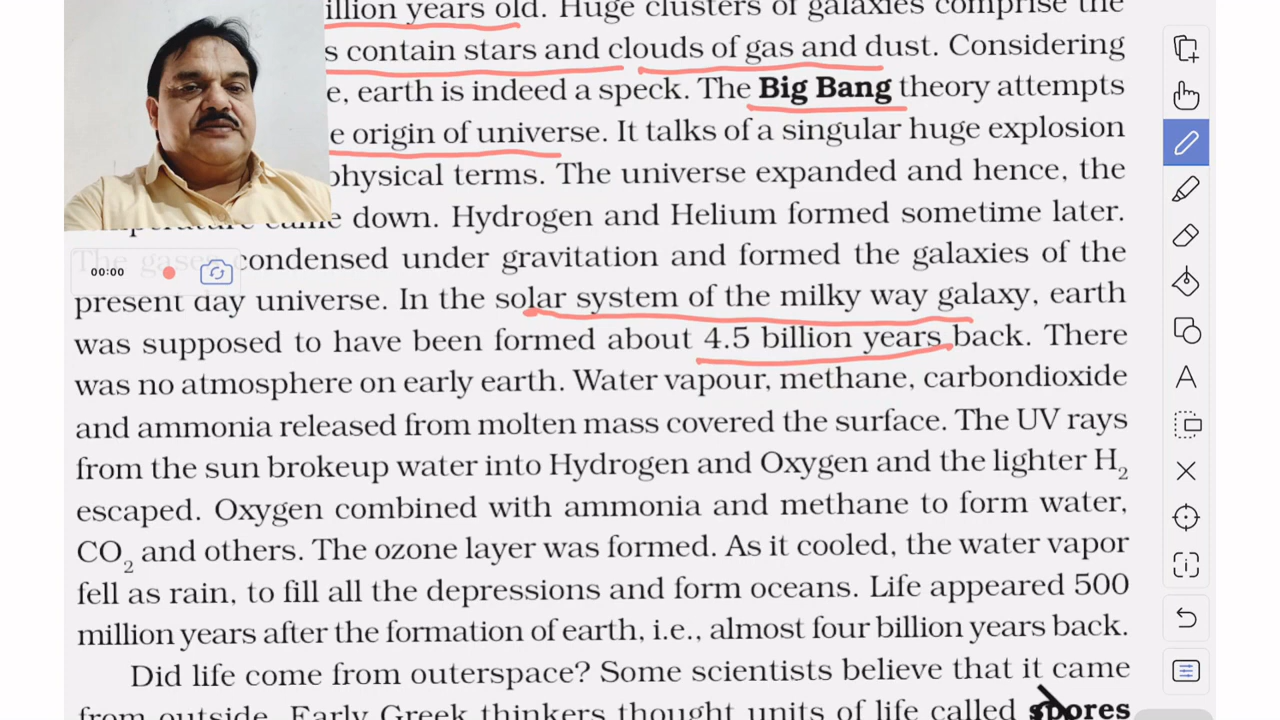 illion years old. Huge clusters of galaxies comprise the
s contain stars and clouds of gas and dust. Considering
e, earth is indeed a speck. The Big Bang theory attempts
e origin of universe. It talks of a singular huge explosion
physical terms. The universe expanded and hence, the
temperature came down. Hydrogen and Helium formed sometime later.
The gases condensed under gravitation and formed the galaxies of the
00:00
present day universe. In the solar system of the milky way galaxy, earth
was supposed to have been formed about 4.5 billion years back. There
was no atmosphere on early earth. Water vapour, methane, carbondioxide
and ammonia released from molten mass covered the surface. The UV rays
from the sun brokeup water into Hydrogen and Oxygen and the lighter H₂
escaped. Oxygen combined with ammonia and methane to form water,
CO₂ and others. The ozone layer was formed. As it cooled, the water vapor
fell as rain, to fill all the depressions and form oceans. Life appeared 500
million years after the formation of earth, i.e., almost four billion years back.
Did life come from outerspace? Some scientists believe that it came
from outside. Early Greek thinkers thought units of life called spores